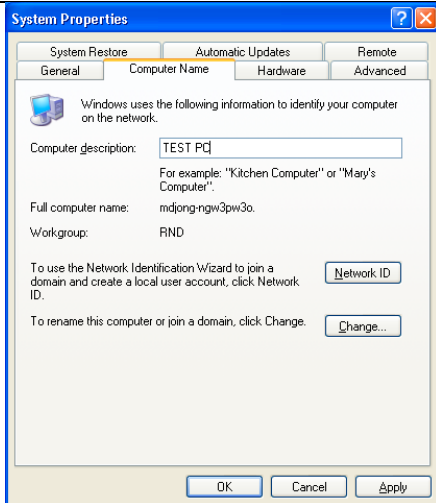 System Properties
System Restore Automatic Updates Remote
General Computer Name Hardware Advanced
Windows uses the following information to identify your computer
on the network.
Computer description: TEST PC
For example: "Kitchen Computer" or "Mary's
Computer".
Full computer name: mdjong-ngw3pw3o.
Workgroup: RND
To use the Network Identification Wizard to join a
domain and create a local user account, click Network
ID.
Network ID
To rename this computer or join a domain, click Change.
Change...
OK Cancel Apply